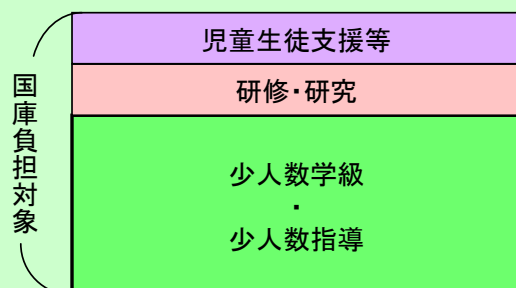 国庫負担対象
児童生徒支援等
研修・研究
少人数学級
・
少人数指導